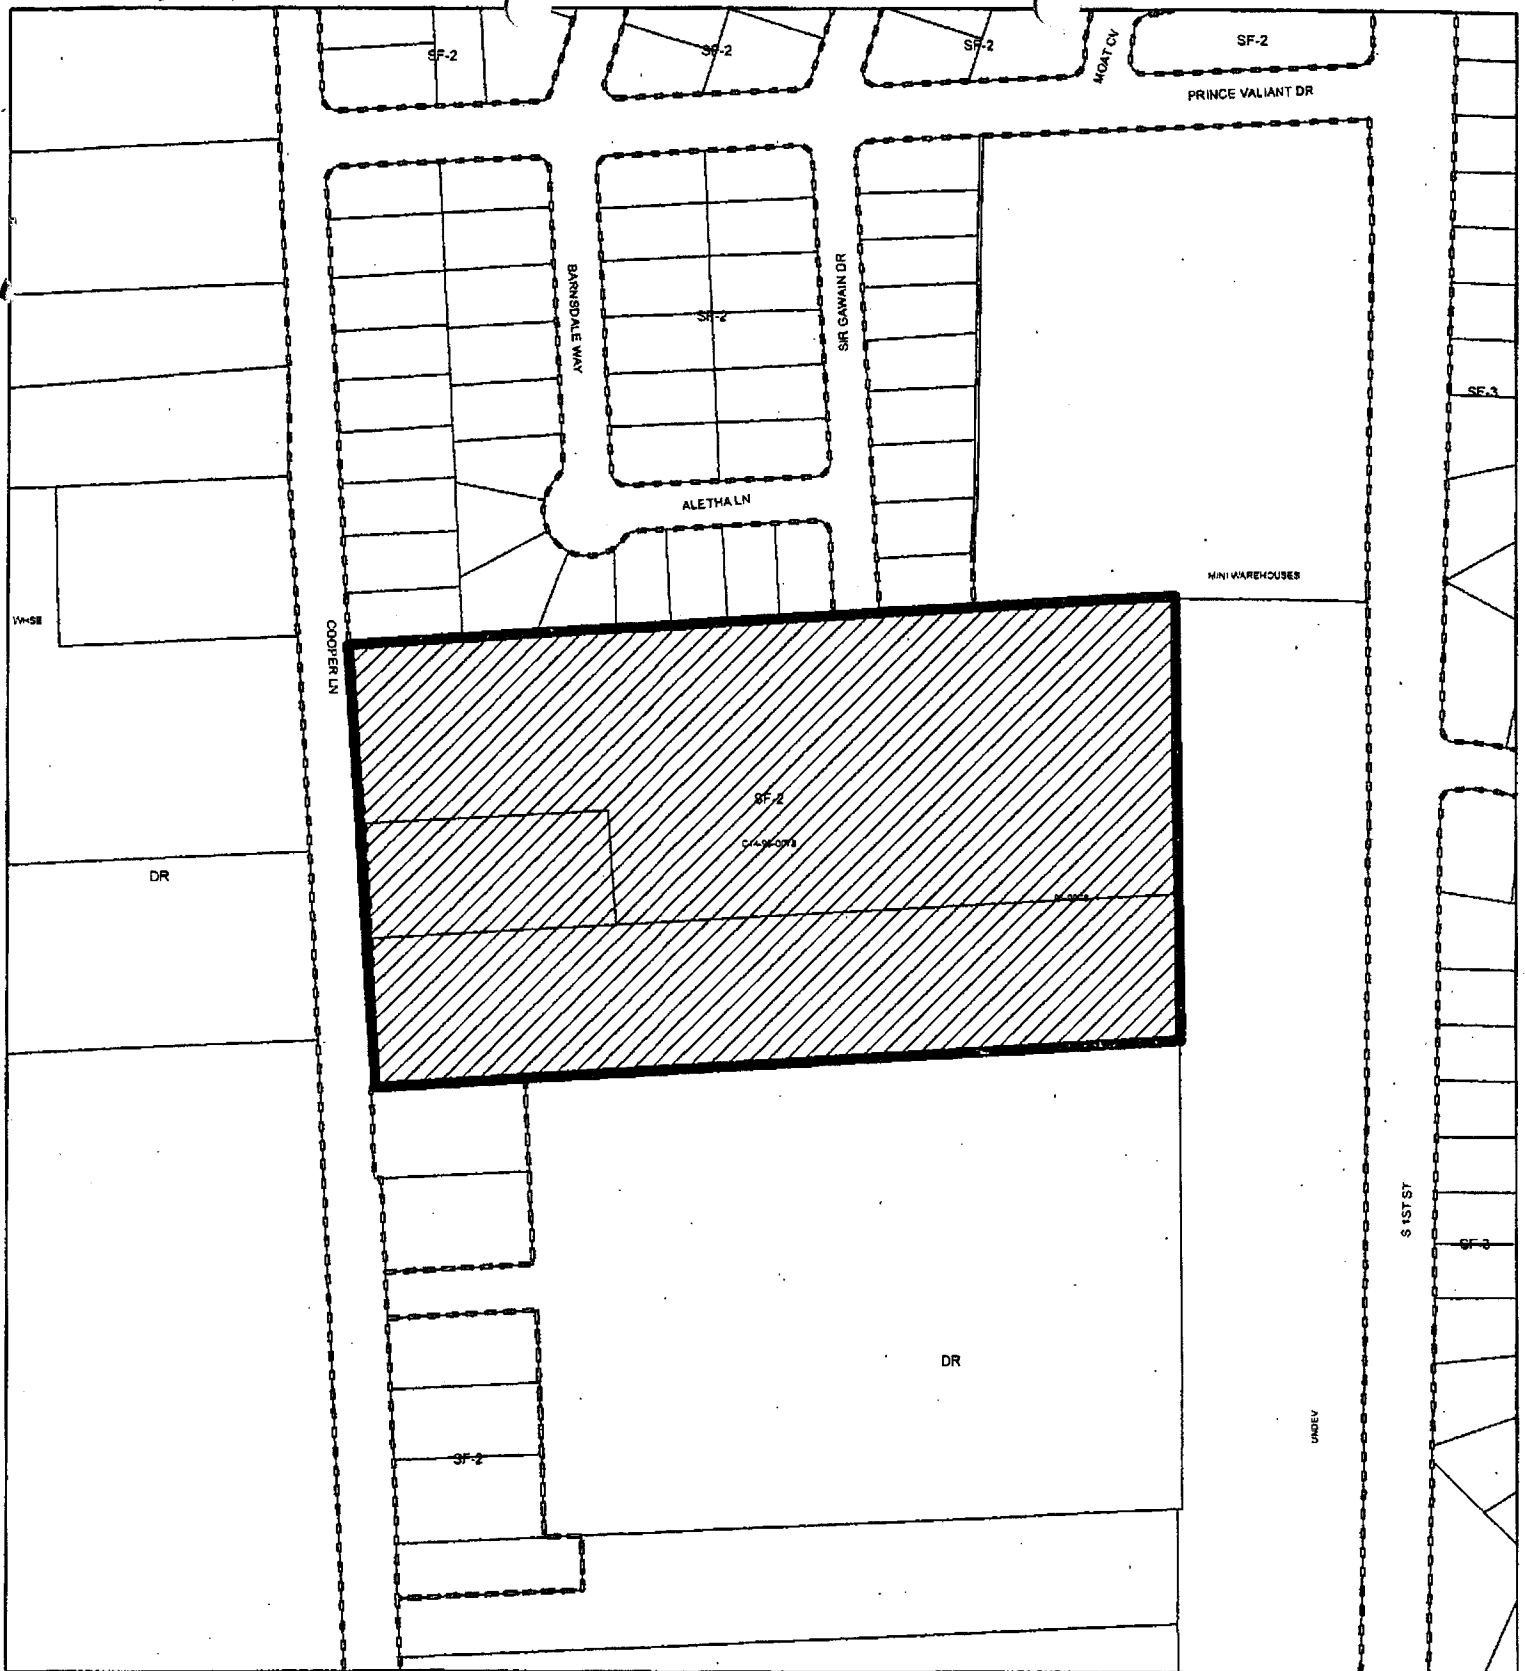 SF-2
SF-2
SF-2
SF-2
MOAT CV
PRINCE VALIANT DR
BARNSDALE WAY
SF-2
SIR GAWAIN DR
SF-3
ALETHA LN
MINI WAREHOUSES
WHSE
COOPER LN
SF-2
DR
S 1ST ST
SF-3
DR
UNDEV
SF-2